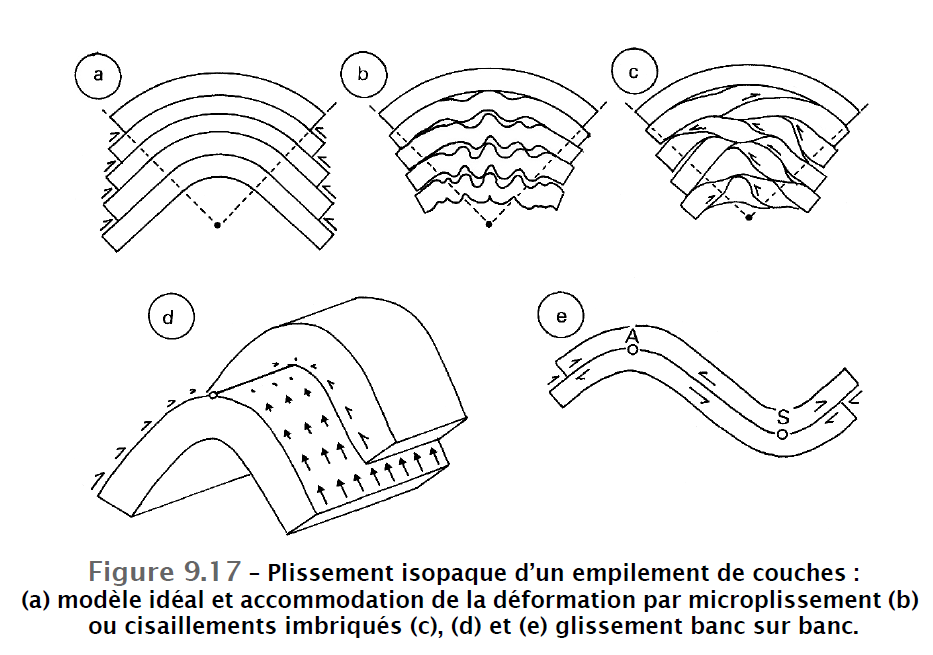 a
b
c
d
e
A
S
Figure 9.17 – Plissement isopaque d'un empilement de couches :
(a) modèle idéal et accommodation de la déformation par microplissement (b)
ou cisaillements imbriqués (c), (d) et (e) glissement banc sur banc.